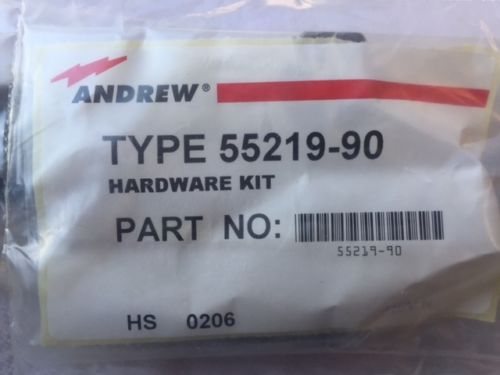 ANDREW®
TYPE 55219-90
HARDWARE KIT
PART NO:
55219-90
HS 0206